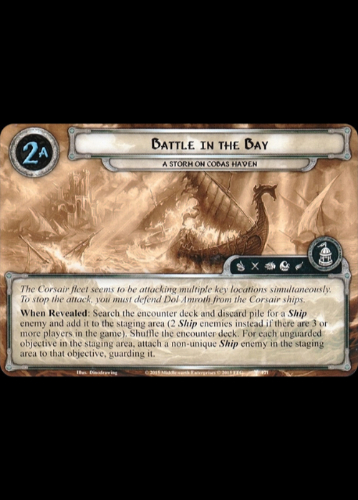 2A
BATTLE IN THE BAY
A STORM ON COBAS HAVEN
The Corsair fleet seems to be attacking multiple key locations simultaneously.
To stop the attack, you must defend Dol Amroth from the Corsair ships.
When Revealed: Search the encounter deck and discard pile for a Ship
enemy and add it to the staging area (2 Ship enemies instead if there are 3 or
more players in the game). Shuffle the encounter deck. For each unguarded
objective in the staging area, attach a non-unique Ship enemy in the staging
area to that objective, guarding it.